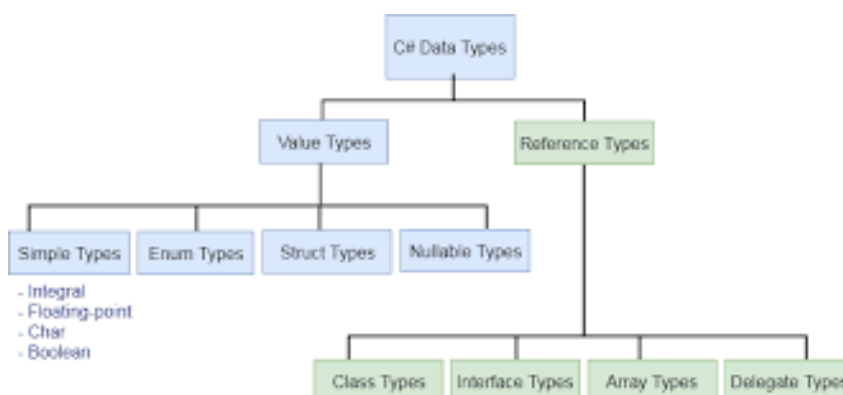 C# Data Types
Value Types
Reference Types
Simple Types
Enum Types
Struct Types
Nullable Types
- Integral
- Floating-point
- Char
- Boolean
Class Types
Interface Types
Array Types
Delegate Types